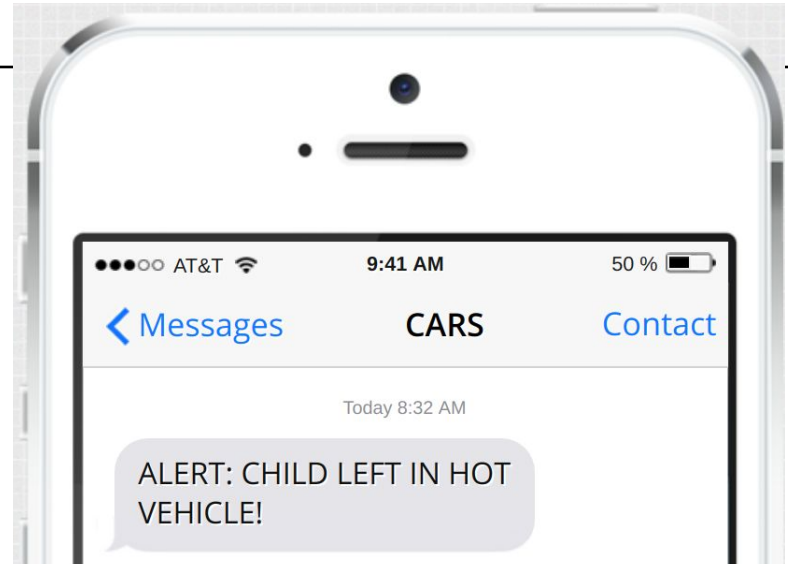 ●●●○○ AT&T 9:41 AM 50 %
Messages CARS Contact
Today 8:32 AM
ALERT: CHILD LEFT IN HOT
VEHICLE!